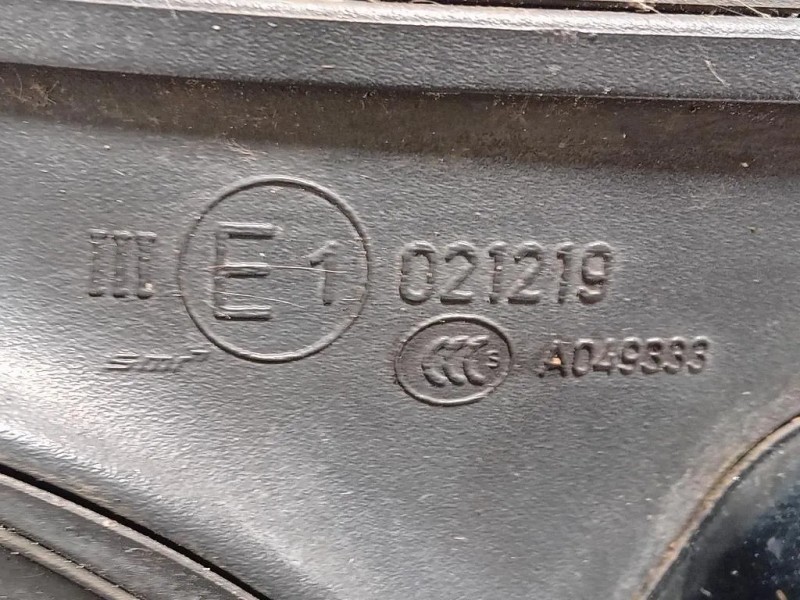 III E1 021219
smr
CCC S A049333